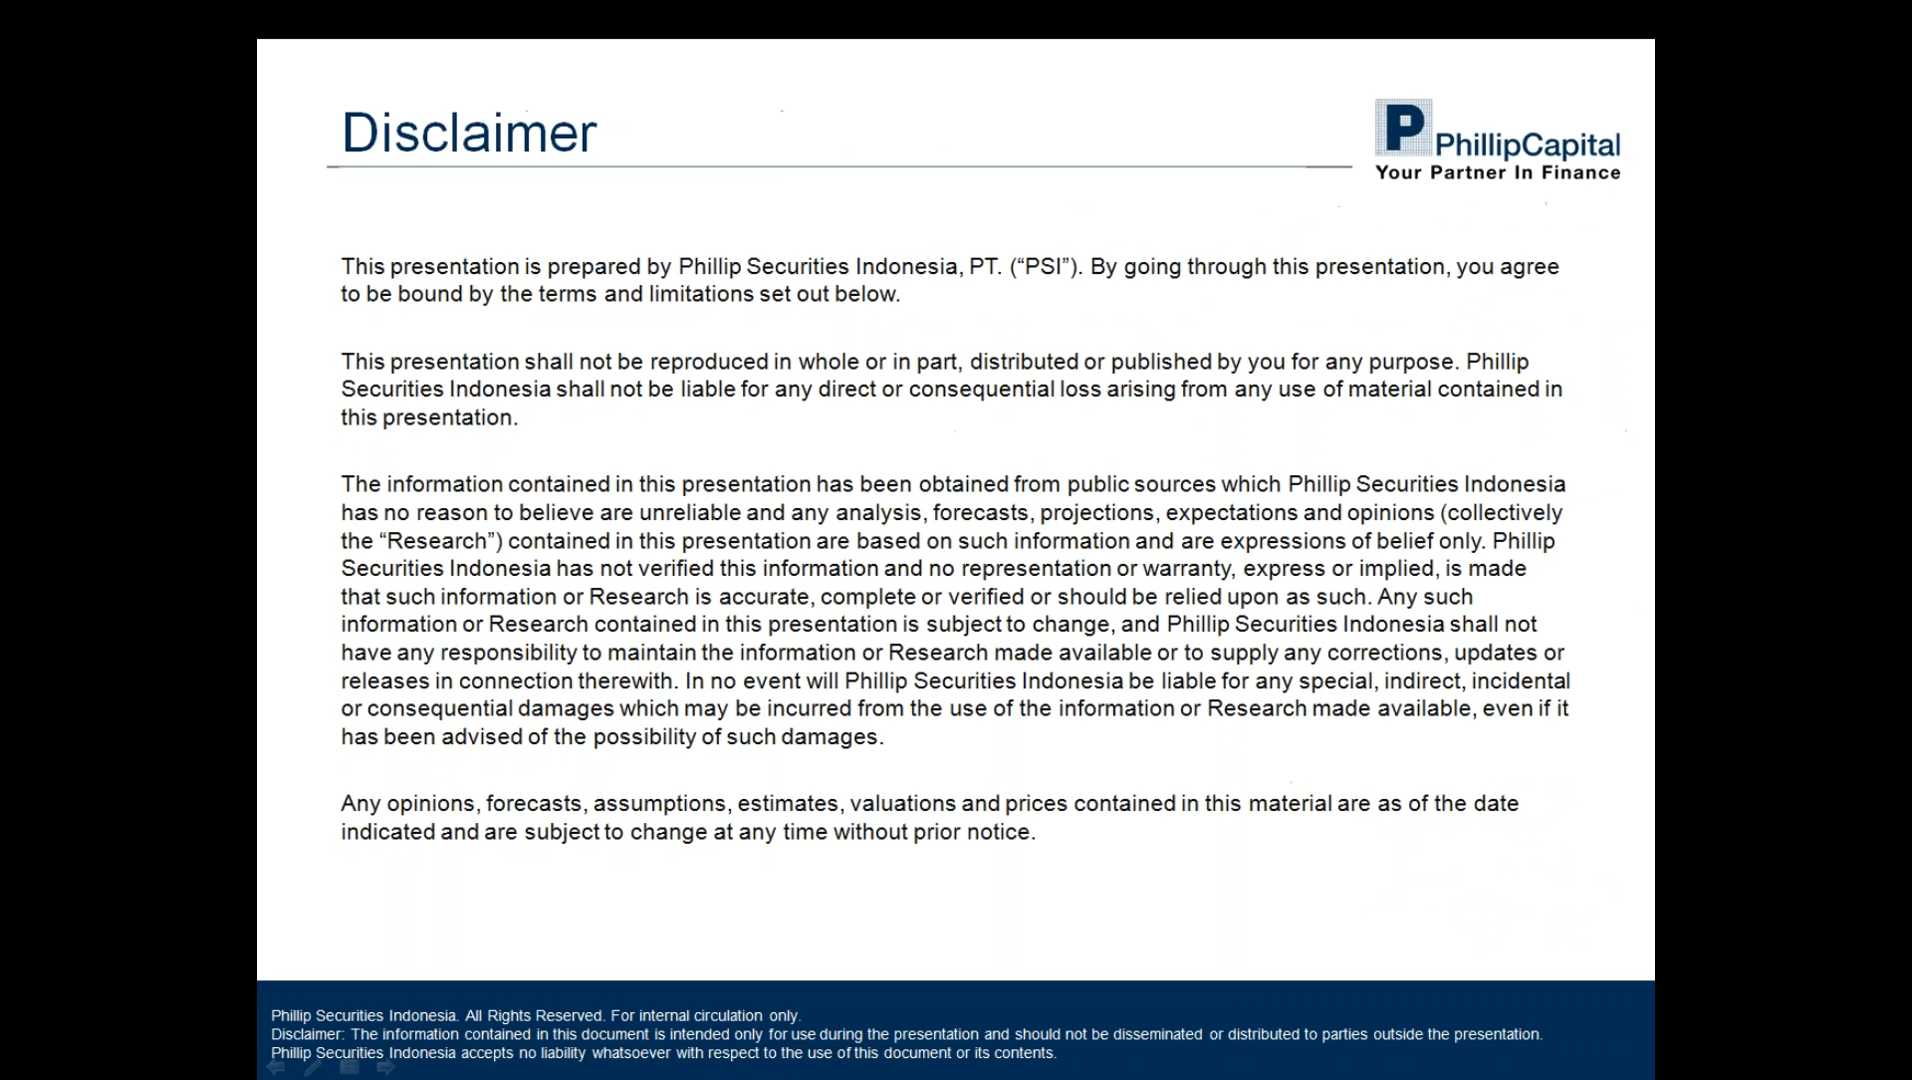 Disclaimer
P
PhillipCapital
Your Partner In Finance
This presentation is prepared by Phillip Securities Indonesia, PT. (“PSI”). By going through this presentation, you agree
to be bound by the terms and limitations set out below.
This presentation shall not be reproduced in whole or in part, distributed or published by you for any purpose. Phillip
Securities Indonesia shall not be liable for any direct or consequential loss arising from any use of material contained in
this presentation.
The information contained in this presentation has been obtained from public sources which Phillip Securities Indonesia
has no reason to believe are unreliable and any analysis, forecasts, projections, expectations and opinions (collectively
the “Research”) contained in this presentation are based on such information and are expressions of belief only. Phillip
Securities Indonesia has not verified this information and no representation or warranty, express or implied, is made
that such information or Research is accurate, complete or verified or should be relied upon as such. Any such
information or Research contained in this presentation is subject to change, and Phillip Securities Indonesia shall not
have any responsibility to maintain the information or Research made available or to supply any corrections, updates or
releases in connection therewith. In no event will Phillip Securities Indonesia be liable for any special, indirect, incidental
or consequential damages which may be incurred from the use of the information or Research made available, even if it
has been advised of the possibility of such damages.
Any opinions, forecasts, assumptions, estimates, valuations and prices contained in this material are as of the date
indicated and are subject to change at any time without prior notice.
Phillip Securities Indonesia. All Rights Reserved. For internal circulation only.
Disclaimer: The information contained in this document is intended only for use during the presentation and should not be disseminated or distributed to parties outside the presentation.
Phillip Securities Indonesia accepts no liability whatsoever with respect to the use of this document or its contents.